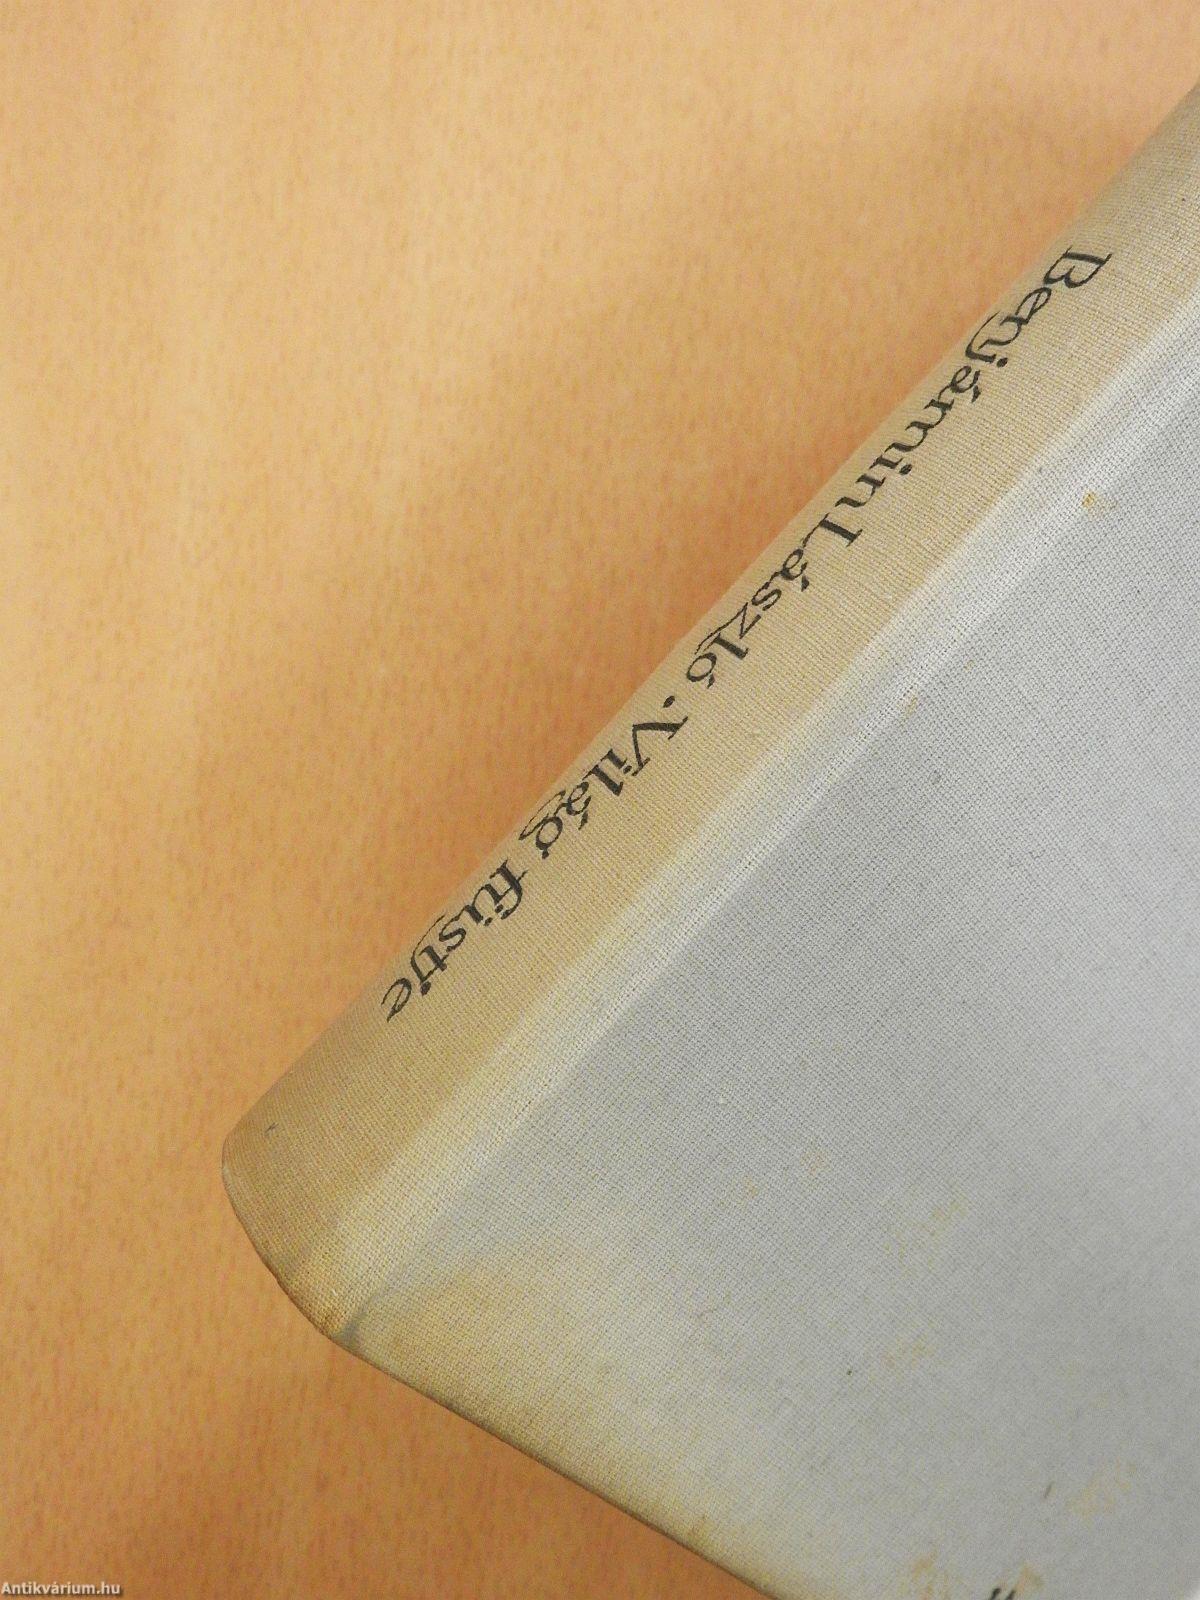 Benjámin László . Világ füstje
Antikvárium.hu